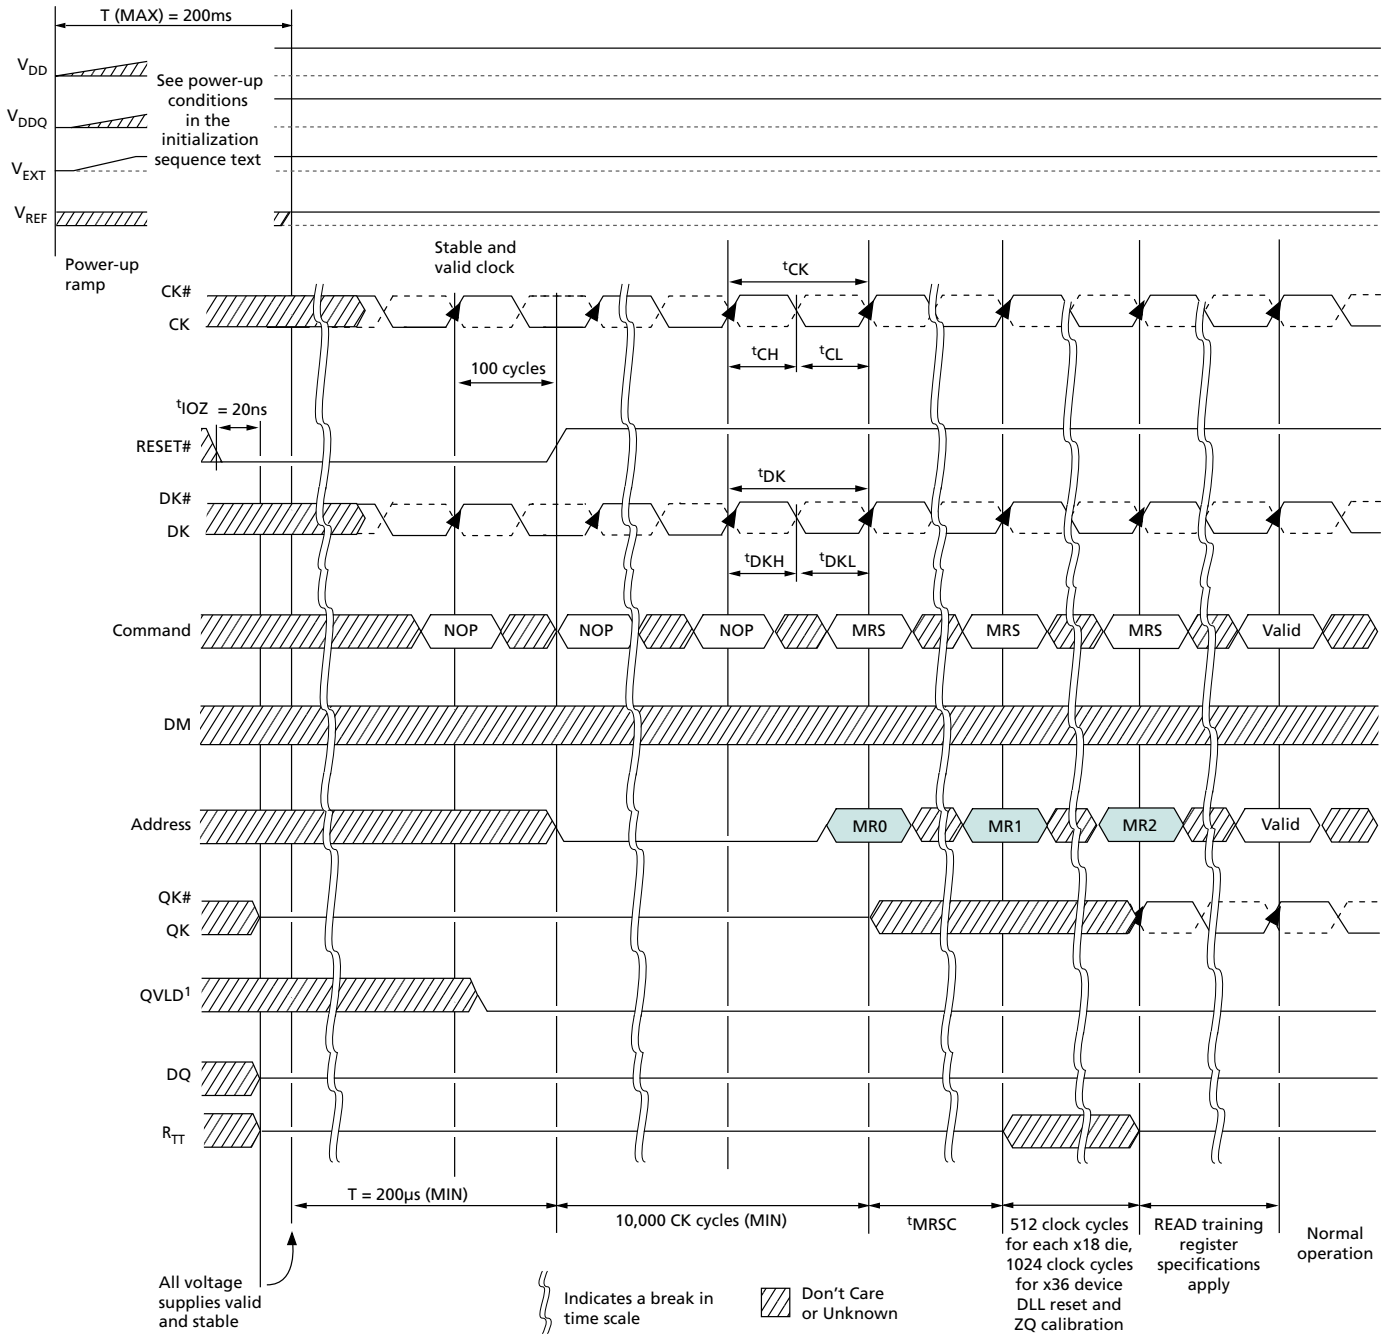 T (MAX) = 200ms
VDD
VDDQ
VEXT
VREF
See power-up
conditions
in the
initialization
sequence text
Power-up
ramp
Stable and
valid clock
CK#
CK
tCK
tCH
tCL
100 cycles
tIOZ = 20ns
RESET#
DK#
DK
tDK
tDKH
tDKL
Command
NOP
NOP
NOP
MRS
MRS
MRS
Valid
DM
Address
MR0
MR1
MR2
Valid
QK#
QK
QVLD1
DQ
RTT
T = 200µs (MIN)
10,000 CK cycles (MIN)
tMRSC
512 clock cycles
for each x18 die,
1024 clock cycles
for x36 device
DLL reset and
ZQ calibration
READ training
register
specifications
apply
Normal
operation
All voltage
supplies valid
and stable
Indicates a break in
time scale
Don't Care
or Unknown